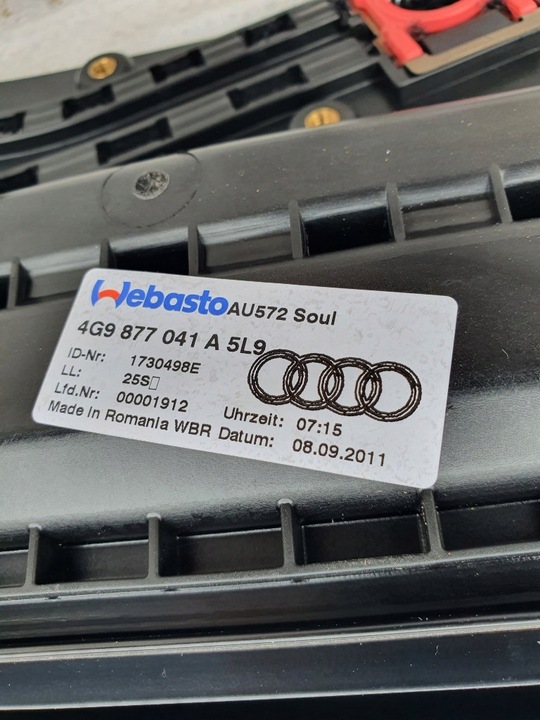 Webasto AU572 Soul
4G9 877 041 A 5L9
ID-Nr: 1730498E
LL: 25S▯
Lfd.Nr: 00001912 Uhrzeit: 07:15
Made in Romania WBR Datum: 08.09.2011